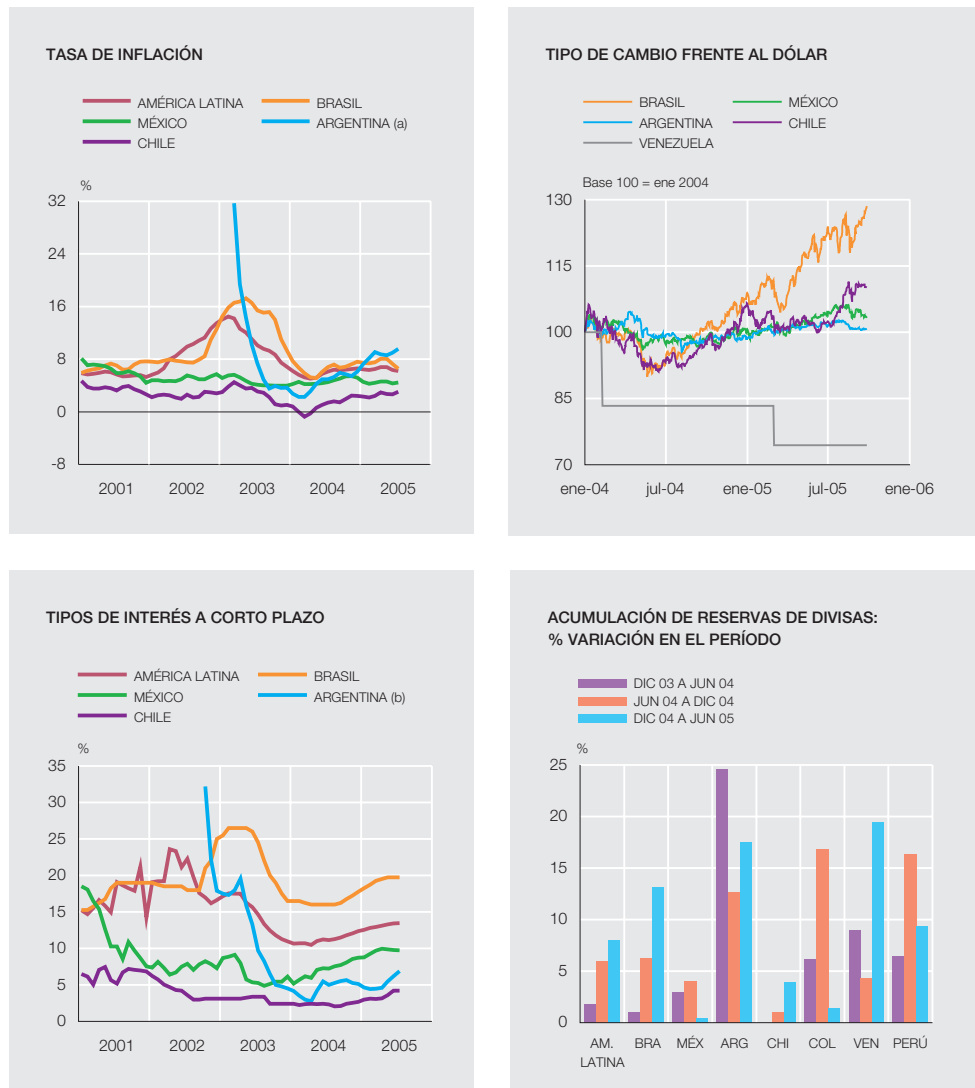 TASA DE INFLACIÓN
AMÉRICA LATINA
BRASIL
MÉXICO
ARGENTINA (a)
CHILE
%
32
24
16
8
0
-8
2001 2002 2003 2004 2005
TIPO DE CAMBIO FRENTE AL DÓLAR
BRASIL
MÉXICO
ARGENTINA
CHILE
VENEZUELA
Base 100 = ene 2004
130
115
100
85
70
ene-04 jul-04 ene-05 jul-05 ene-06
TIPOS DE INTERÉS A CORTO PLAZO
AMÉRICA LATINA
BRASIL
MÉXICO
ARGENTINA (b)
CHILE
%
35
30
25
20
15
10
5
0
2001 2002 2003 2004 2005
ACUMULACIÓN DE RESERVAS DE DIVISAS:
% VARIACIÓN EN EL PERÍODO
DIC 03 A JUN 04
JUN 04 A DIC 04
DIC 04 A JUN 05
%
25
20
15
10
5
0
AM. BRA MÉX ARG CHI COL VEN PERÚ
LATINA